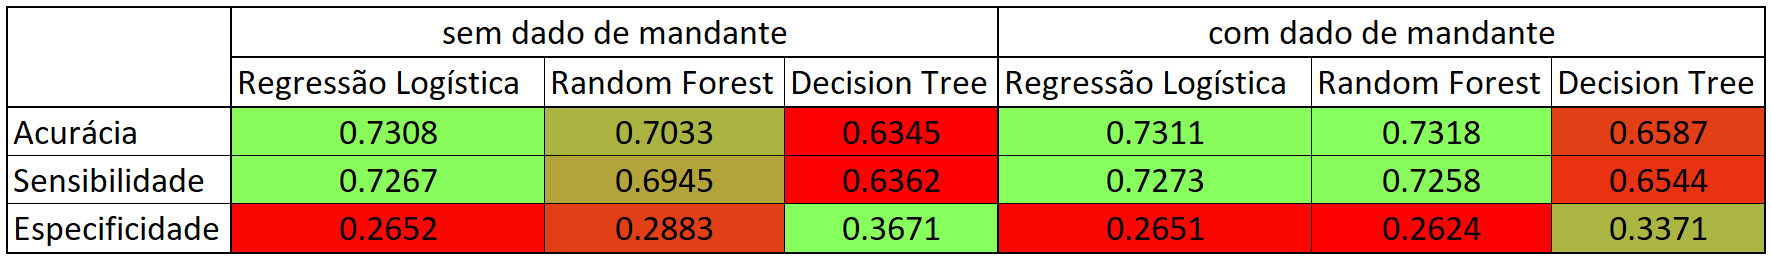 sem dado de mandante com dado de mandante
Regressão Logística Random Forest Decision Tree Regressão Logística Random Forest Decision Tree
Acurácia 0.7308 0.7033 0.6345 0.7311 0.7318 0.6587
Sensibilidade 0.7267 0.6945 0.6362 0.7273 0.7258 0.6544
Especificidade 0.2652 0.2883 0.3671 0.2651 0.2624 0.3371